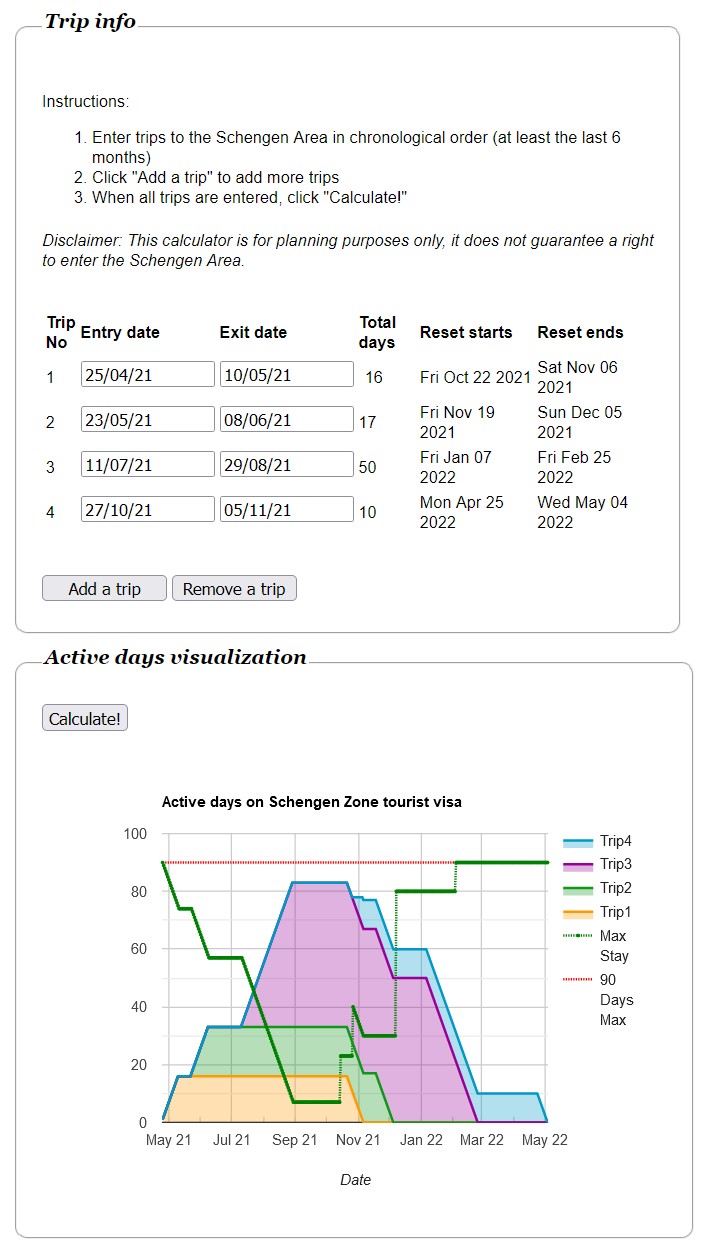 Trip info
Instructions:
1. Enter trips to the Schengen Area in chronological order (at least the last 6
months)
2. Click "Add a trip" to add more trips
3. When all trips are entered, click "Calculate!"
Disclaimer: This calculator is for planning purposes only, it does not guarantee a right
to enter the Schengen Area.
Trip No Entry date Exit date Total days Reset starts Reset ends
1 25/04/21 10/05/21 16 Fri Oct 22 2021 Sat Nov 06 2021
2 23/05/21 08/06/21 17 Fri Nov 19 2021 Sun Dec 05 2021
3 11/07/21 29/08/21 50 Fri Jan 07 2022 Fri Feb 25 2022
4 27/10/21 05/11/21 10 Mon Apr 25 2022 Wed May 04 2022
Add a trip Remove a trip
Active days visualization
Calculate!
Active days on Schengen Zone tourist visa
100
80
60
40
20
0
May 21 Jul 21 Sep 21 Nov 21 Jan 22 Mar 22 May 22
Date
Trip4
Trip3
Trip2
Trip1
Max
Stay
90
Days
Max